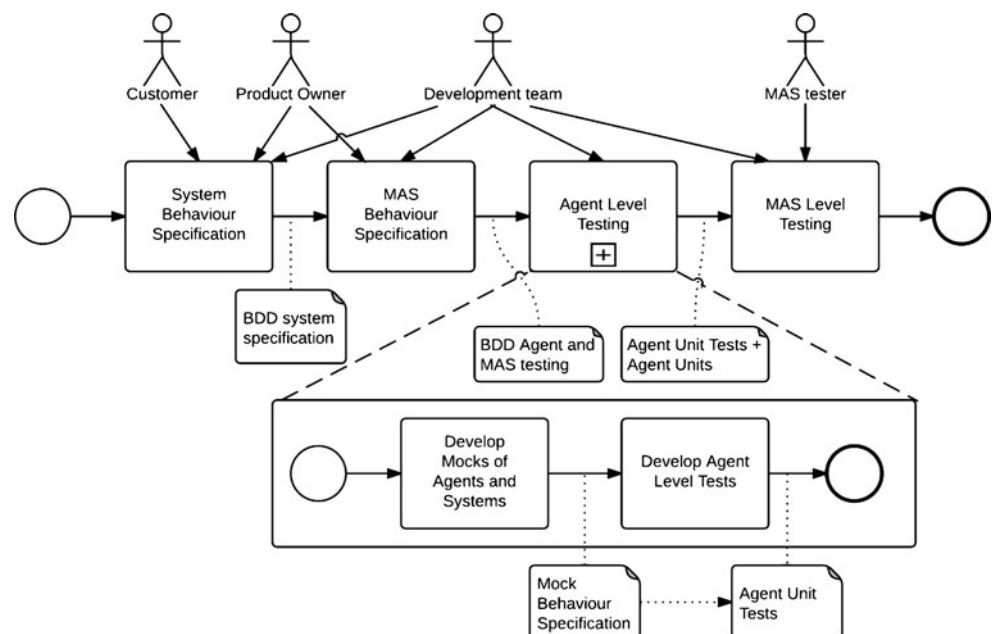 Customer
Product Owner
Development team
MAS tester
System
Behaviour
Specification
MAS
Behaviour
Specification
Agent Level
Testing
MAS Level
Testing
BDD system
specification
BDD Agent and
MAS testing
Agent Unit Tests +
Agent Units
Develop
Mocks of
Agents and
Systems
Develop Agent
Level Tests
Mock
Behaviour
Specification
Agent Unit
Tests